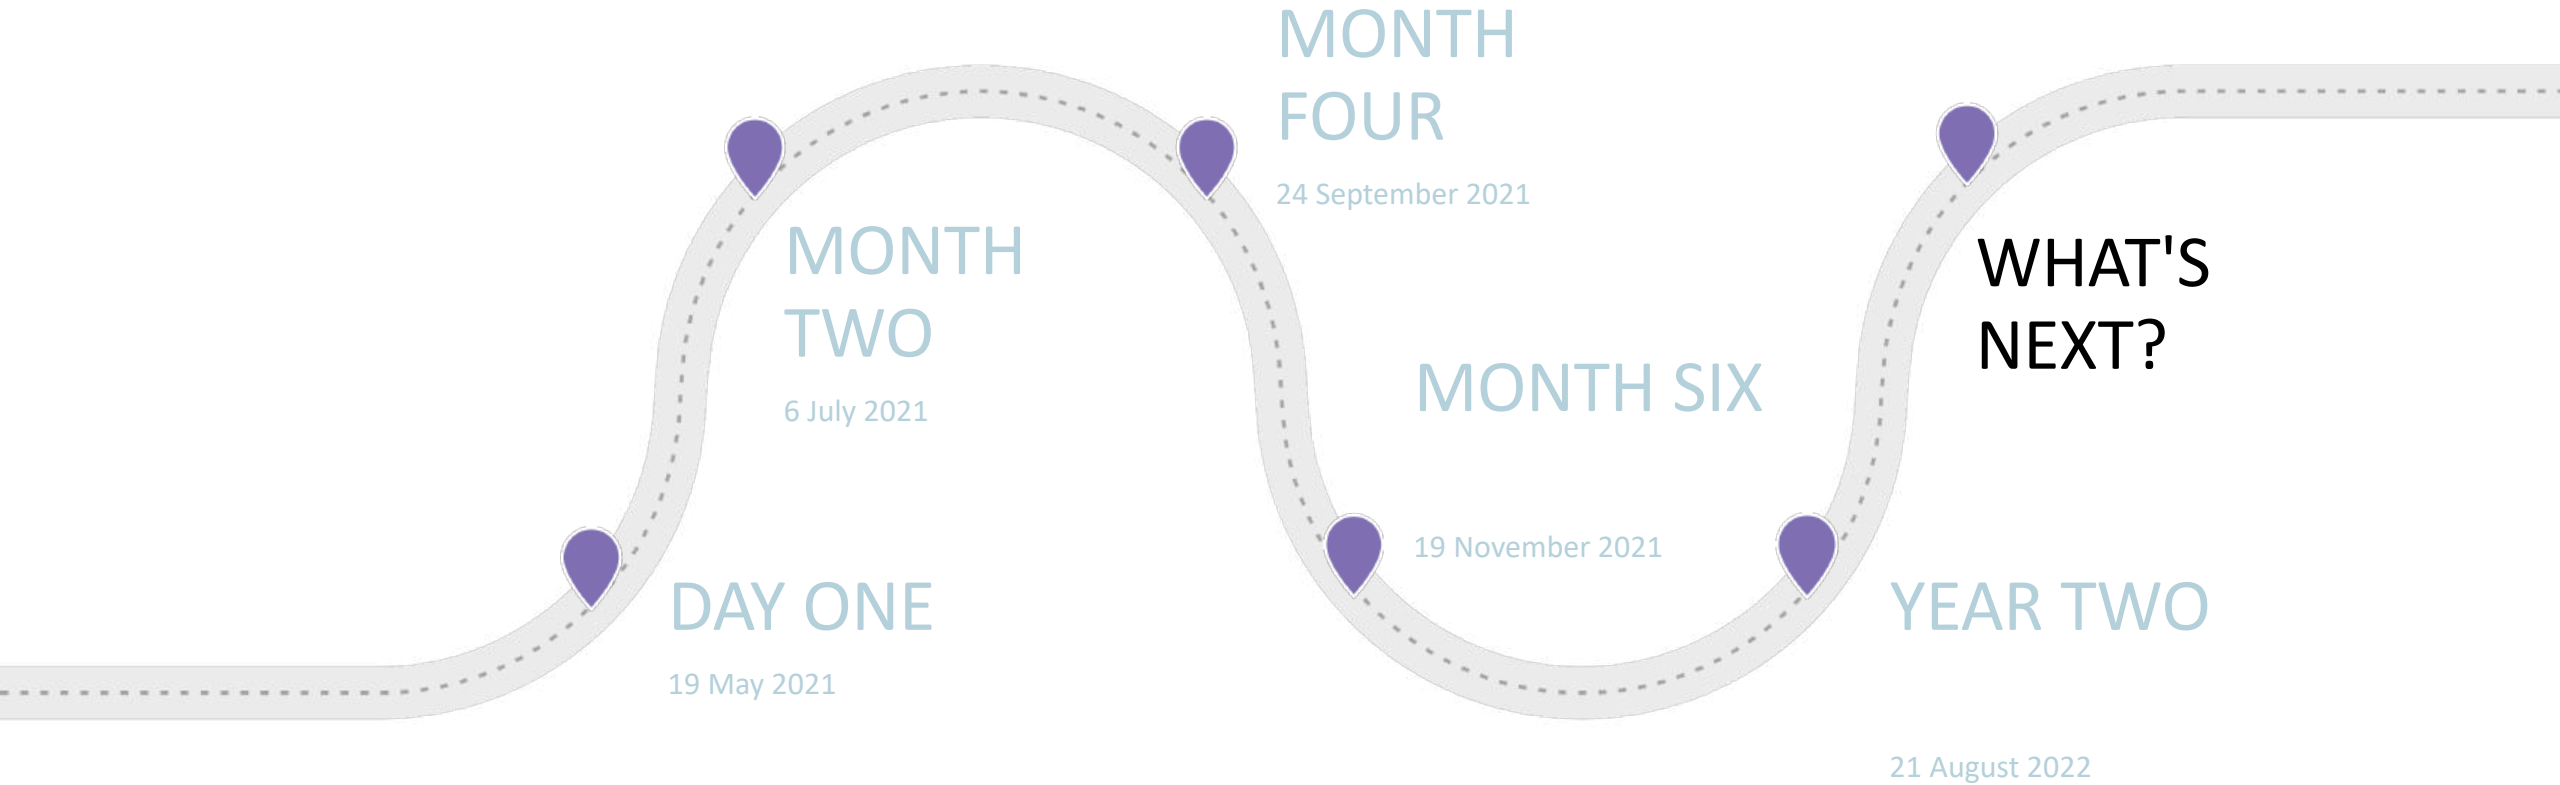 DAY ONE
19 May 2021
MONTH
TWO
6 July 2021
MONTH
FOUR
24 September 2021
MONTH SIX
19 November 2021
YEAR TWO
21 August 2022
WHAT'S
NEXT?